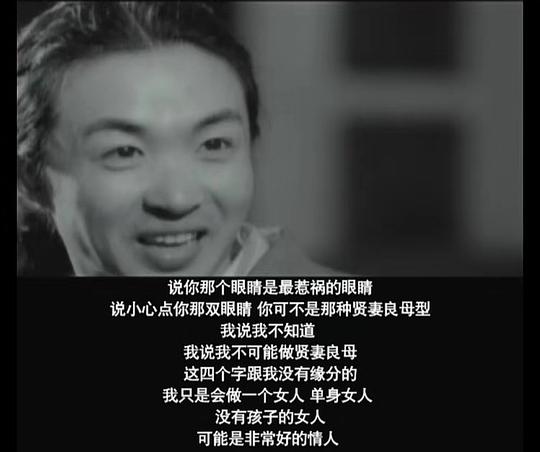 说你那个眼睛是最惹祸的眼睛
说小心点你那双眼睛 你可不是那种贤妻良母型
我说我不知道
我说我不可能做贤妻良母
这四个字跟我没有缘分的
我只是会做一个女人 单身女人
没有孩子的女人
可能是非常好的情人